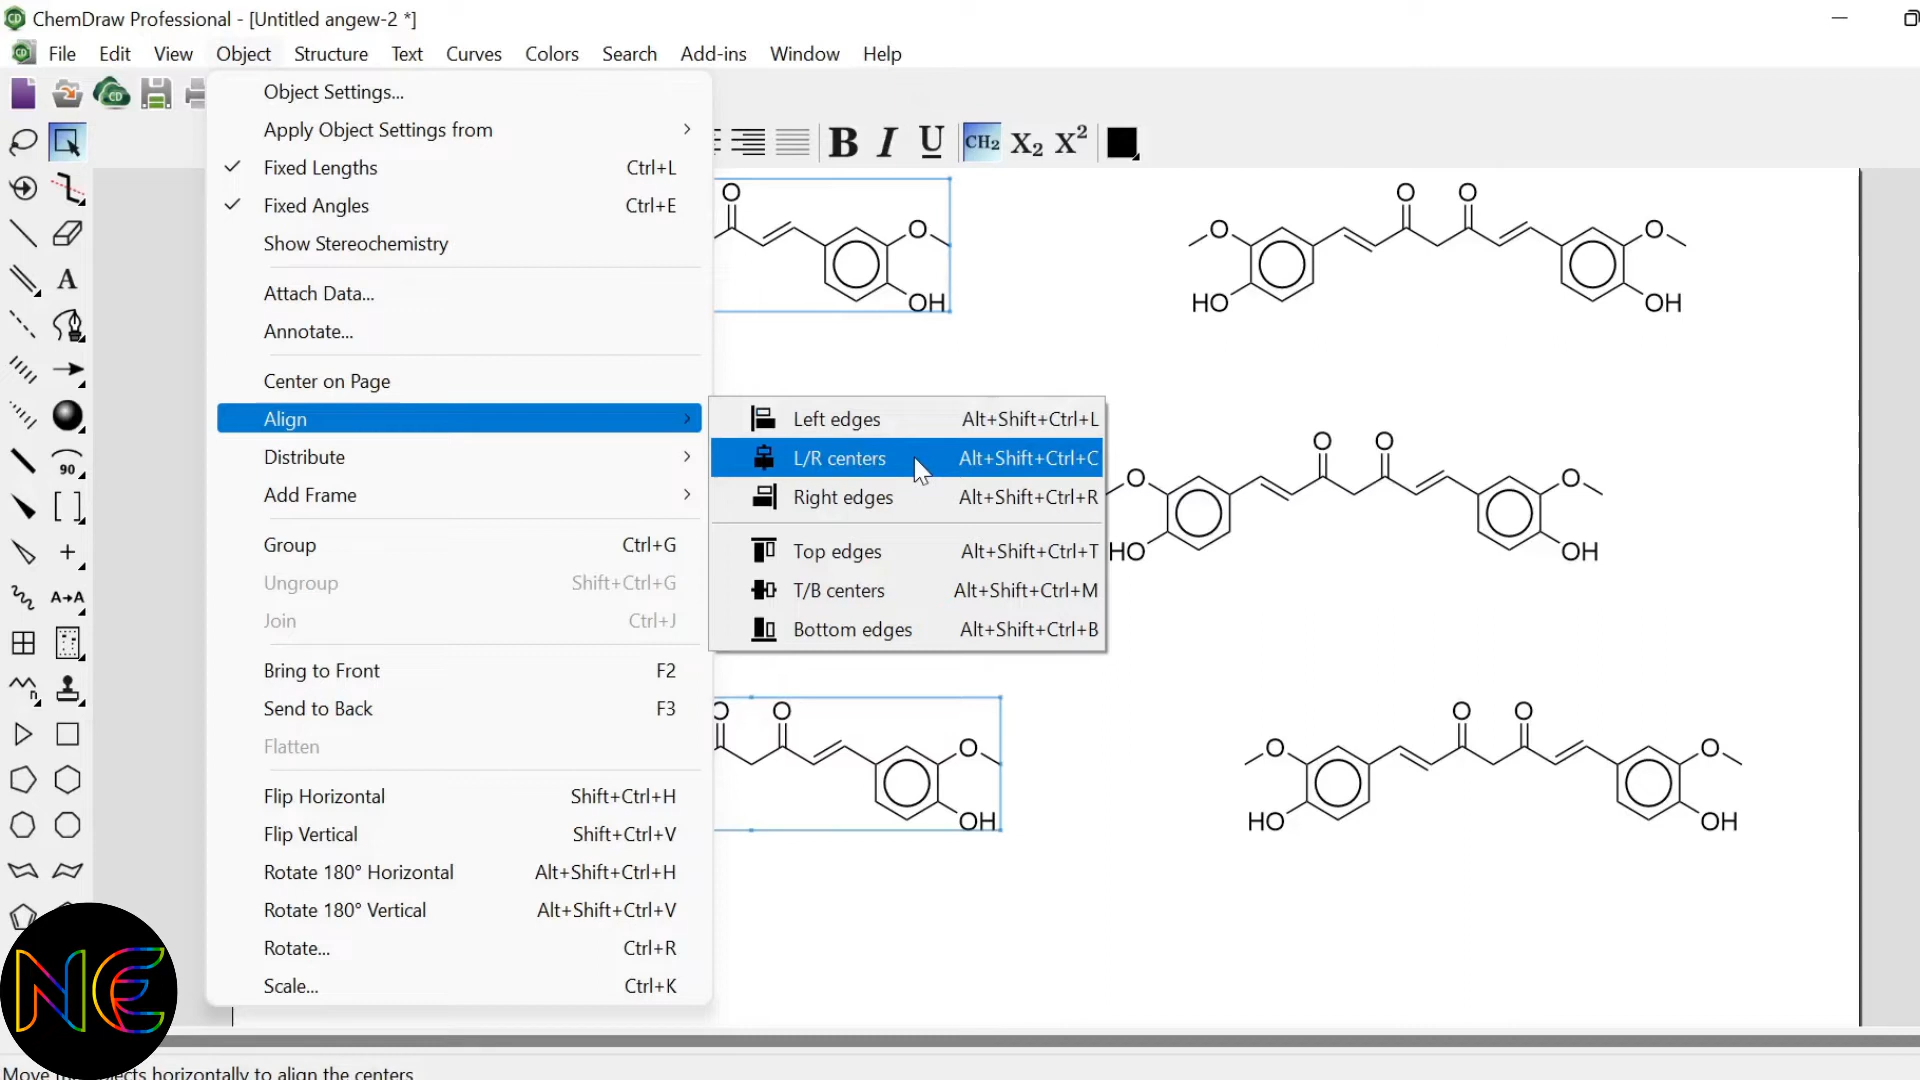 ChemDraw Professional - [Untitled angew-2 *]
File Edit View Object Structure Text Curves Colors Search Add-ins Window Help
Object Settings...
Apply Object Settings from
Fixed Lengths Ctrl+L
Fixed Angles Ctrl+E
Show Stereochemistry
Attach Data...
Annotate...
Center on Page
Align
Distribute
Add Frame
Group Ctrl+G
Ungroup Shift+Ctrl+G
Join Ctrl+J
Bring to Front F2
Send to Back F3
Flatten
Flip Horizontal Shift+Ctrl+H
Flip Vertical Shift+Ctrl+V
Rotate 180° Horizontal Alt+Shift+Ctrl+H
Rotate 180° Vertical Alt+Shift+Ctrl+V
Rotate... Ctrl+R
Scale... Ctrl+K
Left edges Alt+Shift+Ctrl+L
L/R centers Alt+Shift+Ctrl+C
Right edges Alt+Shift+Ctrl+R
Top edges Alt+Shift+Ctrl+T
T/B centers Alt+Shift+Ctrl+M
Bottom edges Alt+Shift+Ctrl+B
B I U CH₂ X₂ X²
CD
A
90
[ ]
A→A
n
O O OH
O O O O HO OH
O O O O HO OH
O O O OH
O O O O HO OH
NE
Move horizontally to align the centers